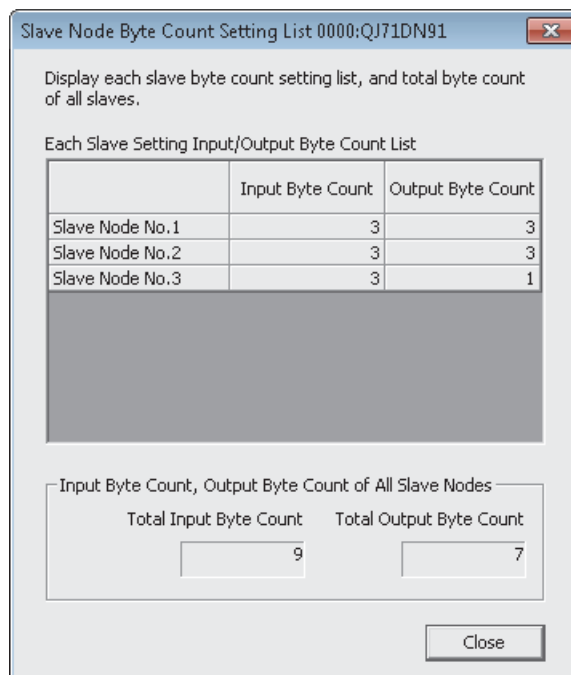 Slave Node Byte Count Setting List 0000:QJ71DN91
Display each slave byte count setting list, and total byte count
of all slaves.
Each Slave Setting Input/Output Byte Count List
Input Byte Count Output Byte Count
Slave Node No.1 3 3
Slave Node No.2 3 3
Slave Node No.3 3 1
Input Byte Count, Output Byte Count of All Slave Nodes
Total Input Byte Count Total Output Byte Count
9 7
Close